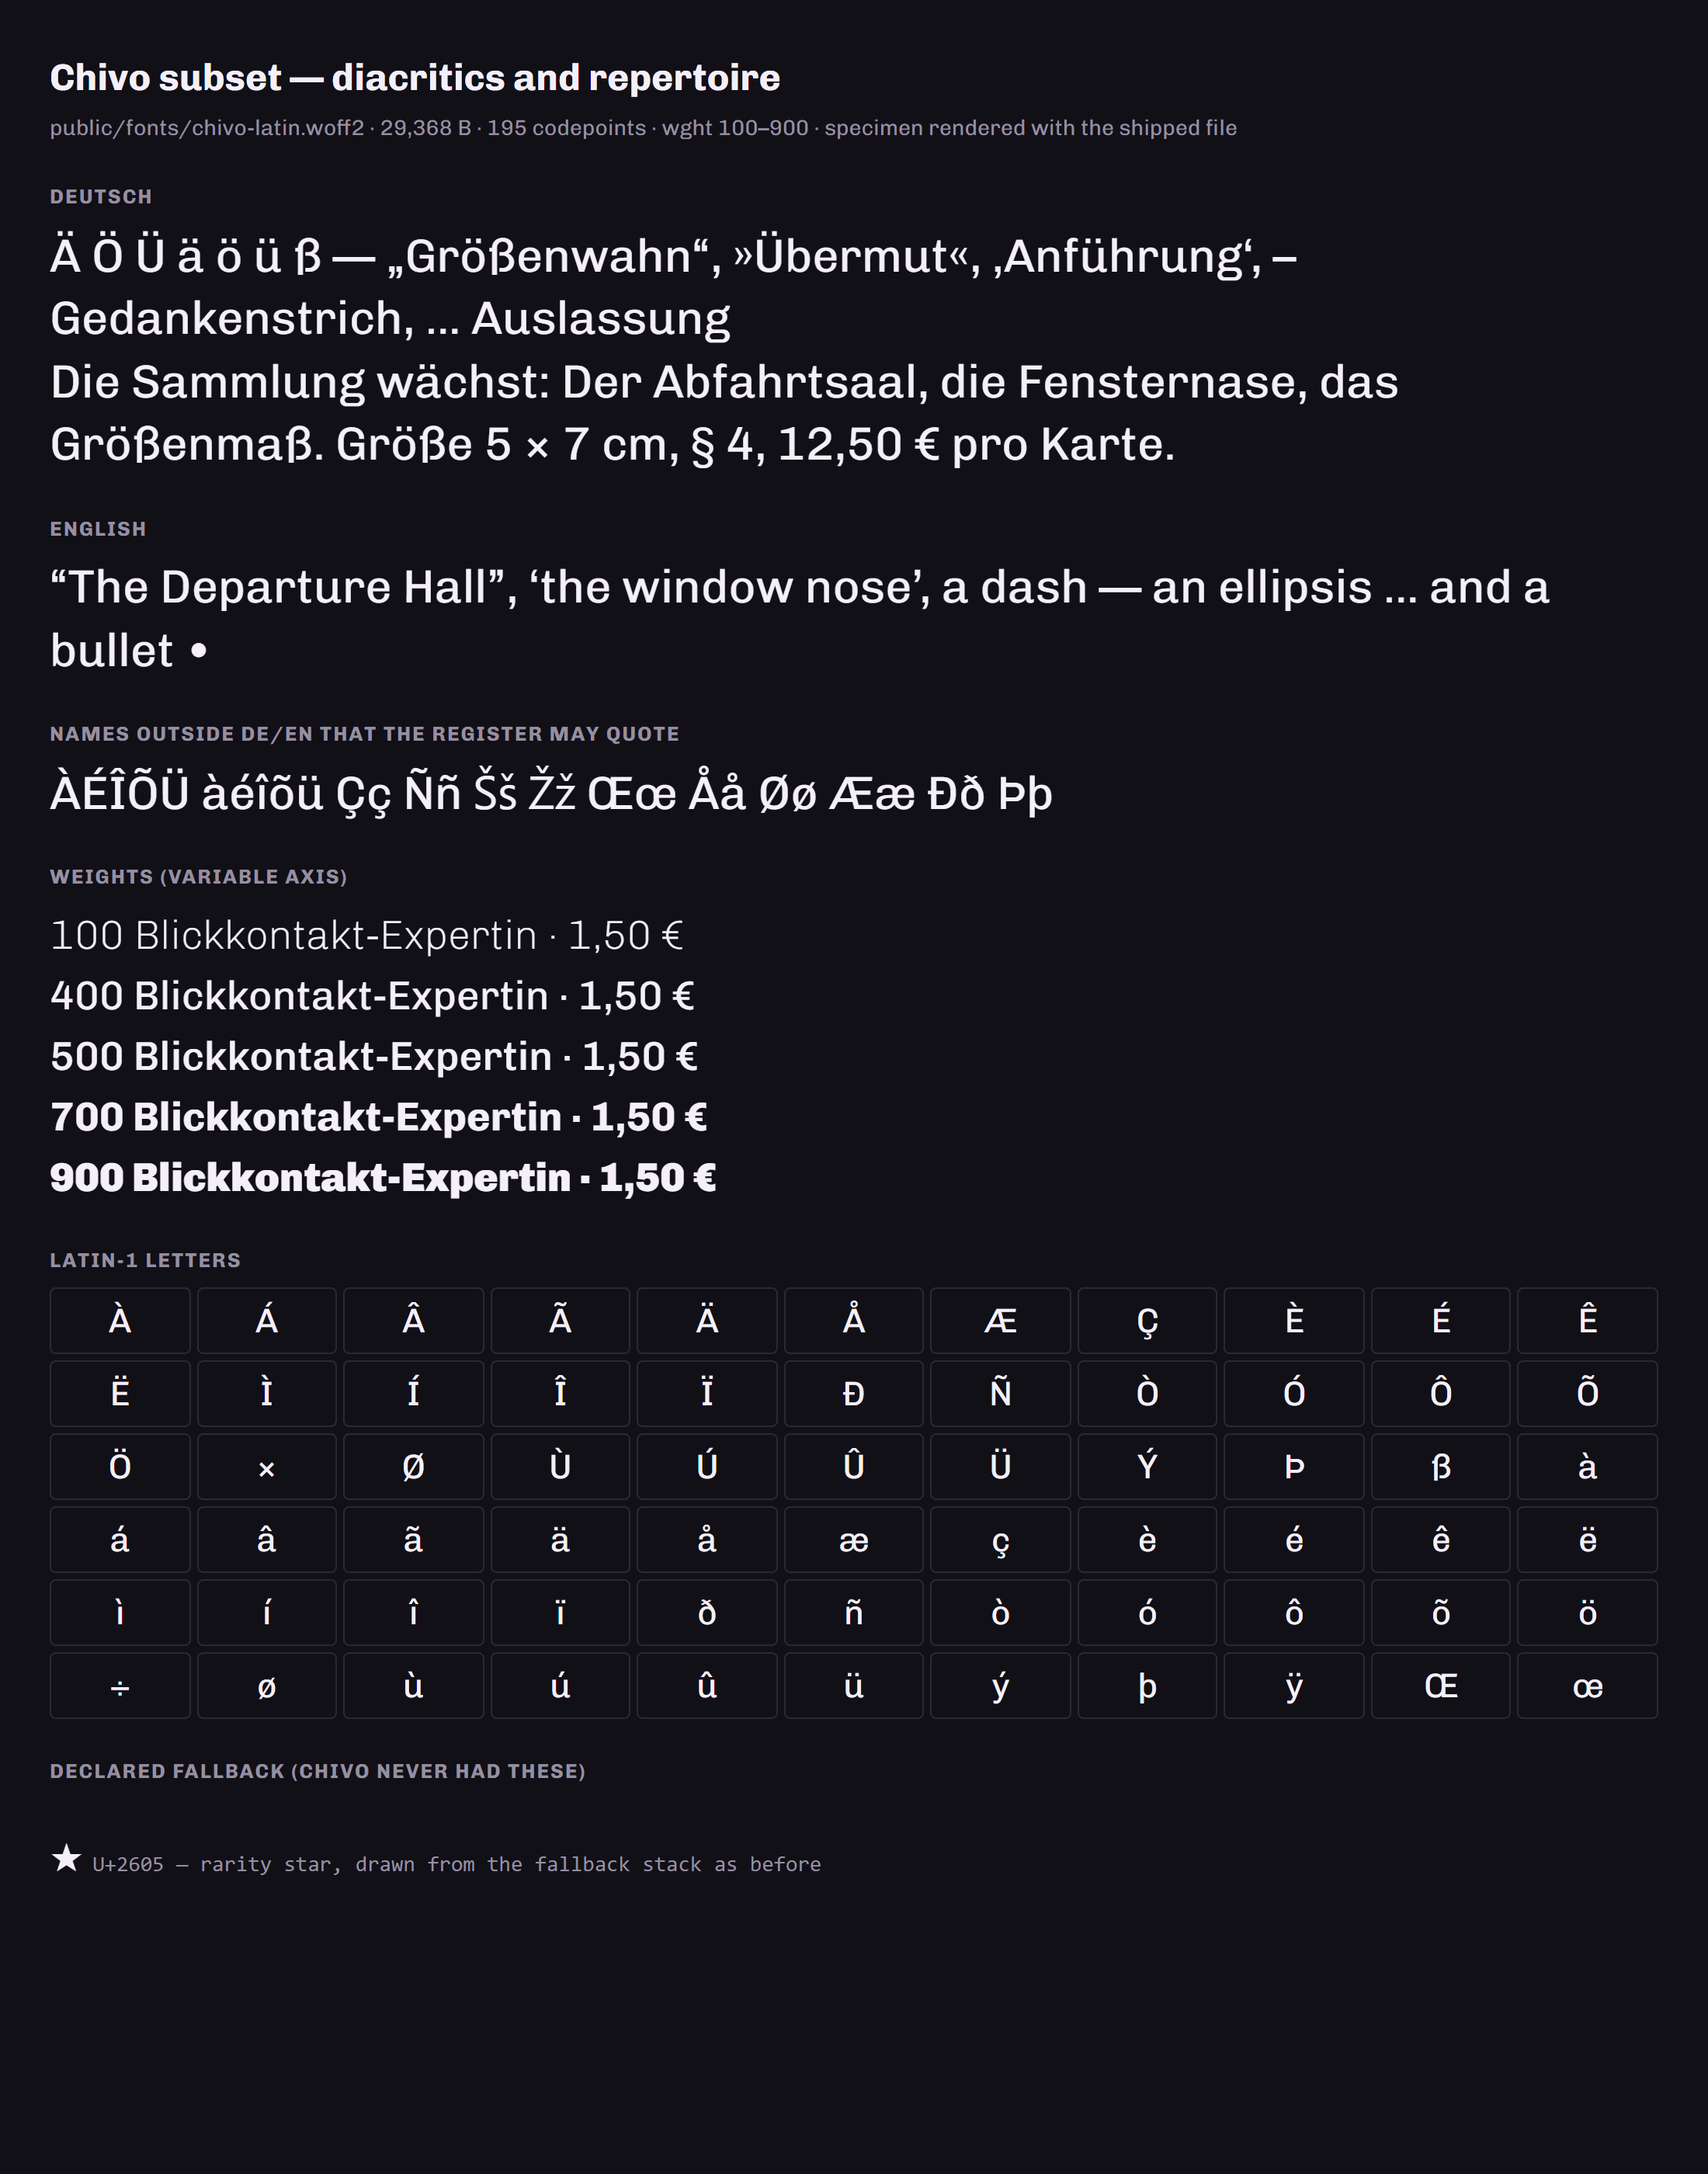 Chivo subset — diacritics and repertoire
public/fonts/chivo-latin.woff2 · 29,368 B · 195 codepoints · wght 100–900 · specimen rendered with the shipped file
DEUTSCH
Ä Ö Ü ä ö ü ß — „Größenwahn“, »Übermut«, ‚Anführung‘, –
Gedankenstrich, … Auslassung
Die Sammlung wächst: Der Abfahrtsaal, die Fensternase, das
Größenmaß. Größe 5 × 7 cm, § 4, 12,50 € pro Karte.
ENGLISH
“The Departure Hall”, ‘the window nose’, a dash — an ellipsis … and a
bullet •
NAMES OUTSIDE DE/EN THAT THE REGISTER MAY QUOTE
ÀÉÎÕÜ àéîõü Çç Ññ Šš Žž Œœ Åå Øø Ææ Ðð Þþ
WEIGHTS (VARIABLE AXIS)
100 Blickkontakt-Expertin · 1,50 €
400 Blickkontakt-Expertin · 1,50 €
500 Blickkontakt-Expertin · 1,50 €
700 Blickkontakt-Expertin · 1,50 €
900 Blickkontakt-Expertin · 1,50 €
LATIN-1 LETTERS
À Á Â Ã Ä Å Æ Ç È É Ê
Ë Ì Í Î Ï Ð Ñ Ò Ó Ô Õ
Ö × Ø Ù Ú Û Ü Ý Þ ß à
á â ã ä å æ ç è é ê ë
ì í î ï ð ñ ò ó ô õ ö
÷ ø ù ú û ü ý þ ÿ Œ œ
DECLARED FALLBACK (CHIVO NEVER HAD THESE)
★ U+2605 — rarity star, drawn from the fallback stack as before